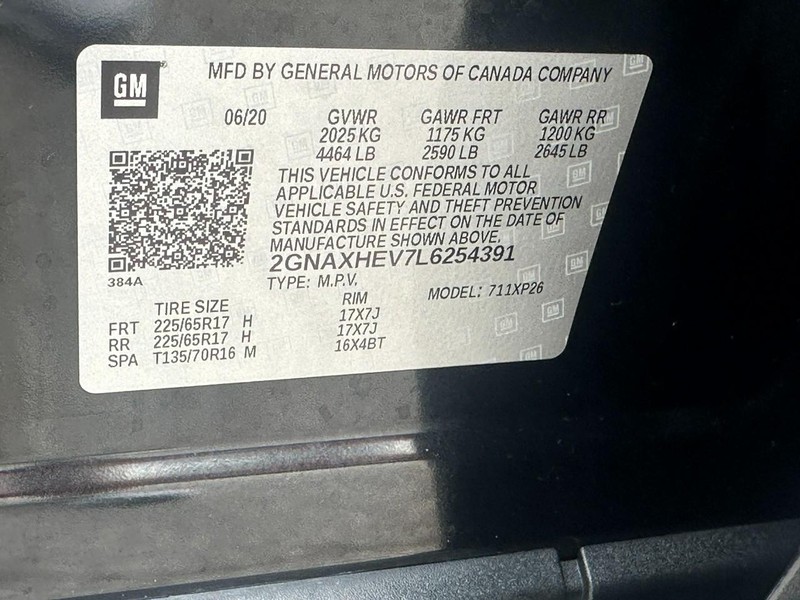 GM
MFD BY GENERAL MOTORS OF CANADA COMPANY
06/20 GVWR GAWR FRT GAWR RR
2025 KG 1175 KG 1200 KG
4464 LB 2590 LB 2645 LB
THIS VEHICLE CONFORMS TO ALL
APPLICABLE U.S. FEDERAL MOTOR
VEHICLE SAFETY AND THEFT PREVENTION
STANDARDS IN EFFECT ON THE DATE OF
MANUFACTURE SHOWN ABOVE.
2GNAXHEV7L6254391
384A
TYPE: M.P.V. MODEL: 711XP26
TIRE SIZE RIM
FRT 225/65R17 H 17X7J
RR 225/65R17 H 17X7J
SPA T135/70R16 M 16X4BT